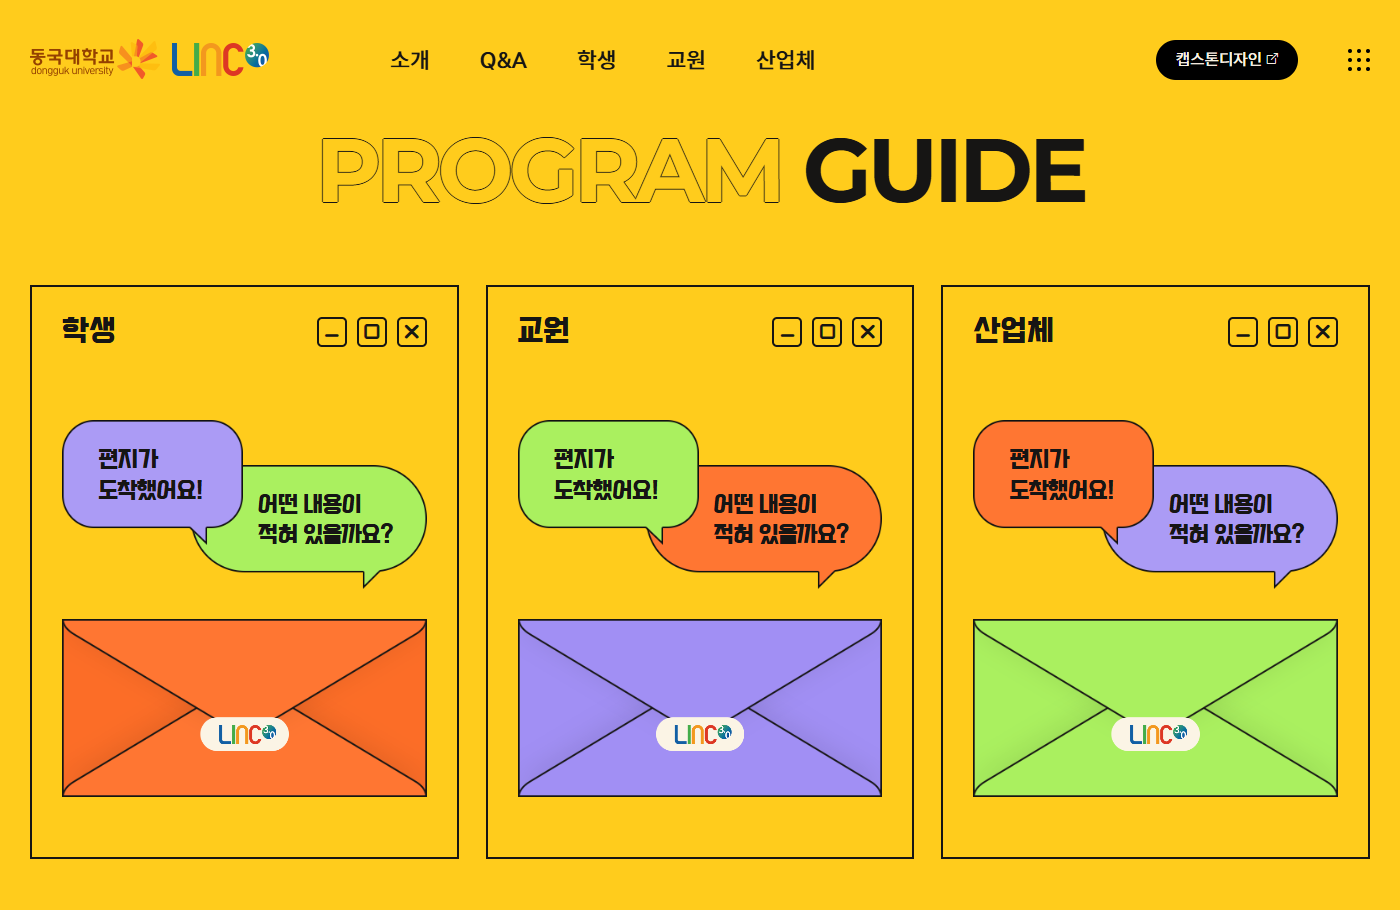 동국대학교
dongguk university
LINC 3.0
소개
Q&A
학생
교원
산업체
캡스톤디자인
PROGRAM GUIDE
학생
편지가
도착했어요!
어떤 내용이
적혀 있을까요?
LINC 3.0
교원
편지가
도착했어요!
어떤 내용이
적혀 있을까요?
LINC 3.0
산업체
편지가
도착했어요!
어떤 내용이
적혀 있을까요?
LINC 3.0